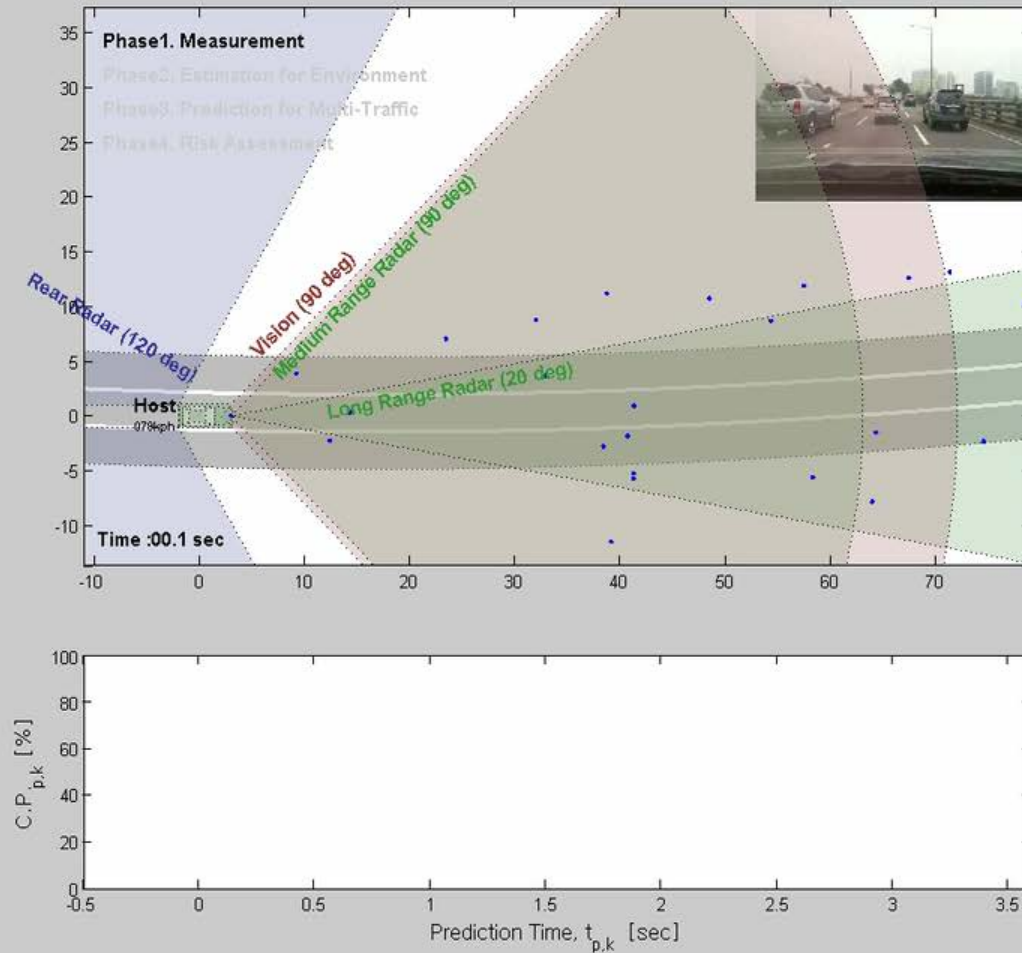 Phase1. Measurement
Phase2. Estimation for Environment
Phase3. Prediction for Multi-Traffic
Phase4. Risk Assessment
Rear Radar (120 deg)
Vision (90 deg)
Medium Range Radar (90 deg)
Long Range Radar (20 deg)
Host
079kph
Time :00.1 sec
35
30
25
20
15
10
5
0
-5
-10
-10 0 10 20 30 40 50 60 70
100
80
60
40
20
0
C.P.p,k [%]
-0.5 0 0.5 1 1.5 2 2.5 3 3.5
Prediction Time, tp,k [sec]